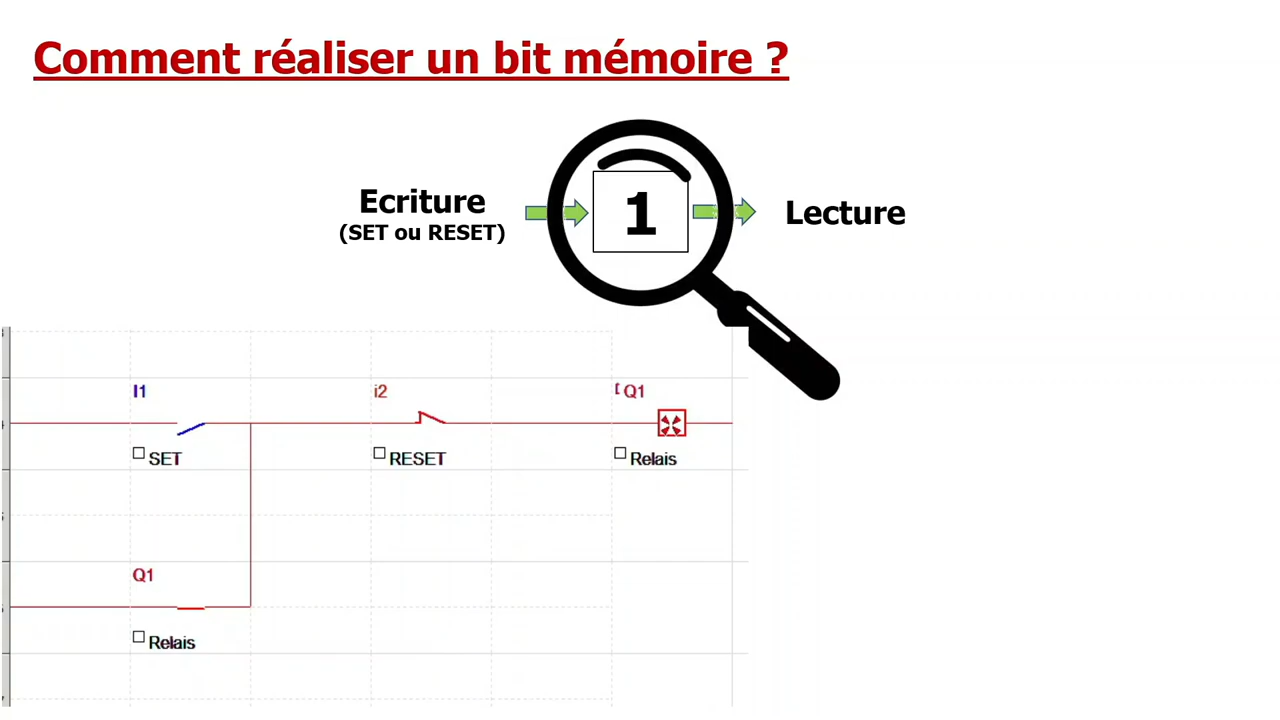 Comment réaliser un bit mémoire ?
Ecriture
(SET ou RESET)
1
Lecture
I1
i2
[ Q1
SET
RESET
Relais
Q1
Relais